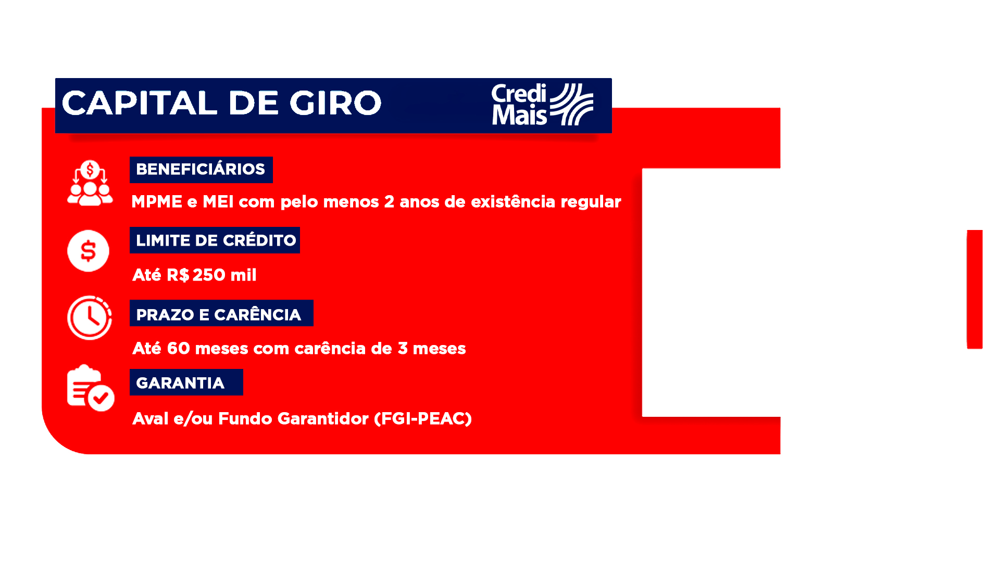 CAPITAL DE GIRO
Credi
Mais
BENEFICIÁRIOS
MPME e MEI com pelo menos 2 anos de existência regular
LIMITE DE CRÉDITO
Até R$ 250 mil
PRAZO E CARÊNCIA
Até 60 meses com carência de 3 meses
GARANTIA
Aval e/ou Fundo Garantidor (FGI-PEAC)